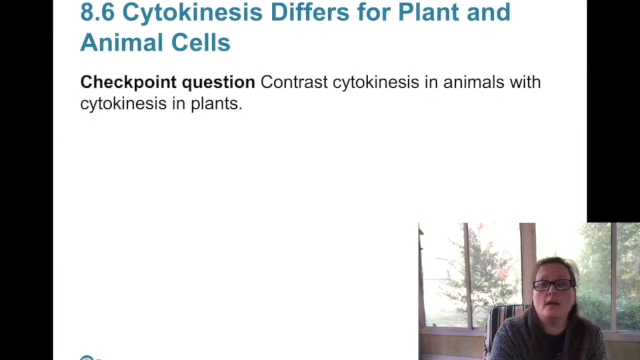 8.6 Cytokinesis Differs for Plant and
Animal Cells
Checkpoint question Contrast cytokinesis in animals with
cytokinesis in plants.